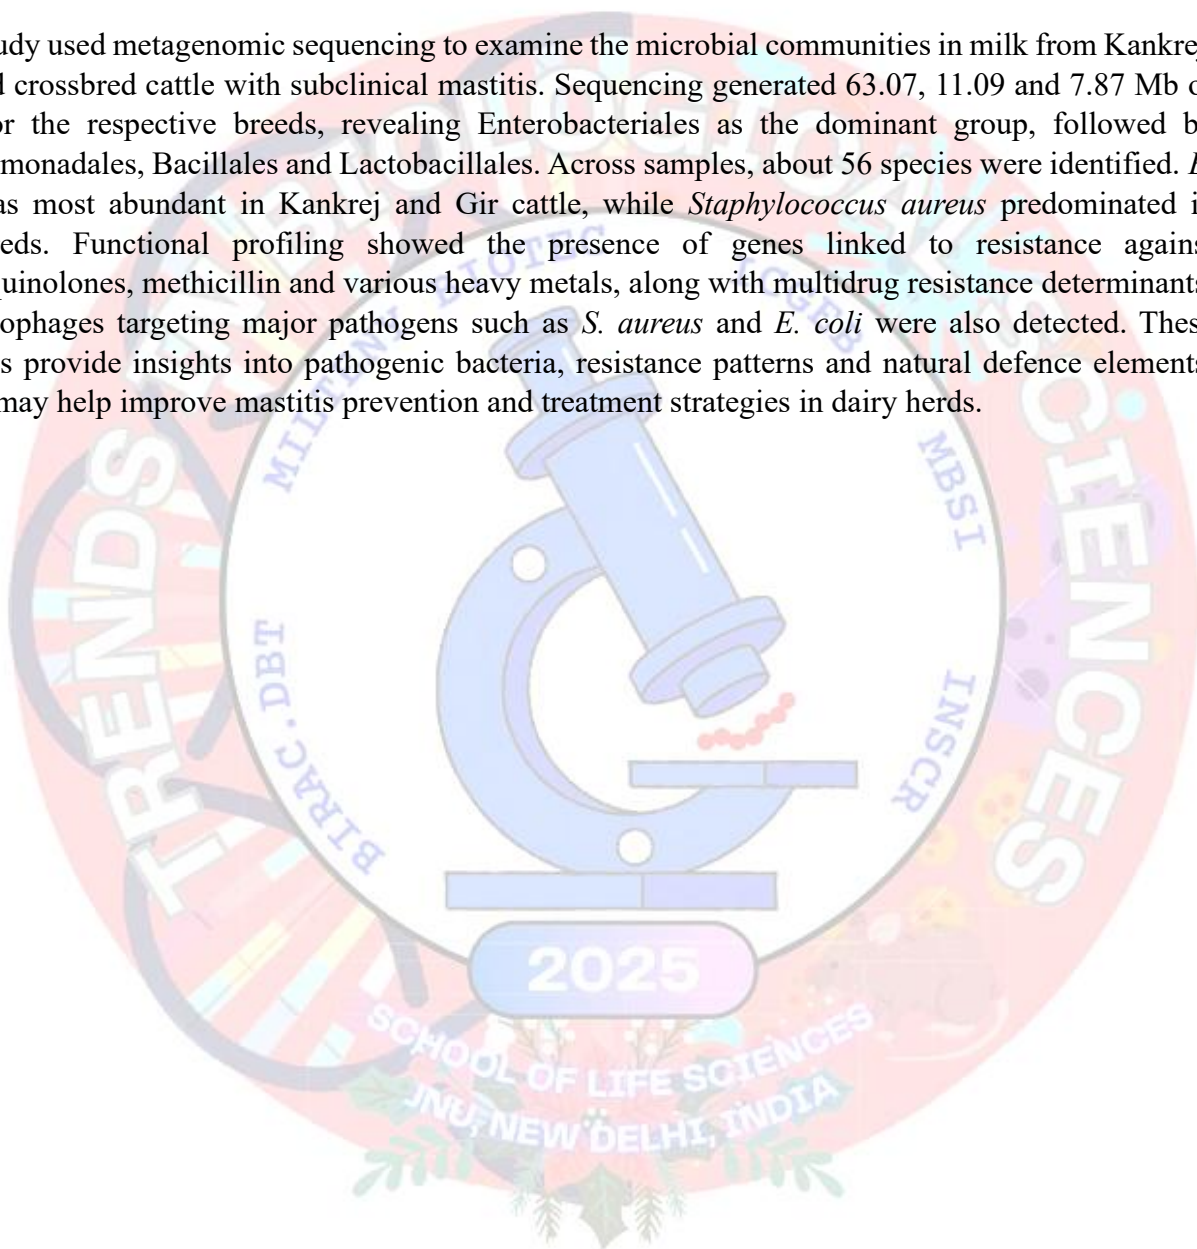 udy used metagenomic sequencing to examine the microbial communities in milk from Kankrej
d crossbred cattle with subclinical mastitis. Sequencing generated 63.07, 11.09 and 7.87 Mb o
or the respective breeds, revealing Enterobacteriales as the dominant group, followed b
monadales, Bacillales and Lactobacillales. Across samples, about 56 species were identified.
as most abundant in Kankrej and Gir cattle, while Staphylococcus aureus predominated i
eds. Functional profiling showed the presence of genes linked to resistance agains
quinolones, methicillin and various heavy metals, along with multidrug resistance determinants
ophages targeting major pathogens such as S. aureus and E. coli were also detected. Thes
s provide insights into pathogenic bacteria, resistance patterns and natural defence elements
may help improve mastitis prevention and treatment strategies in dairy herds.
TRENDS
SCIENCES
BIRAC.DBT
MBSI
INSCR
2025
SCHOOL OF LIFE SCIENCES
JNU, NEW DELHI, INDIA